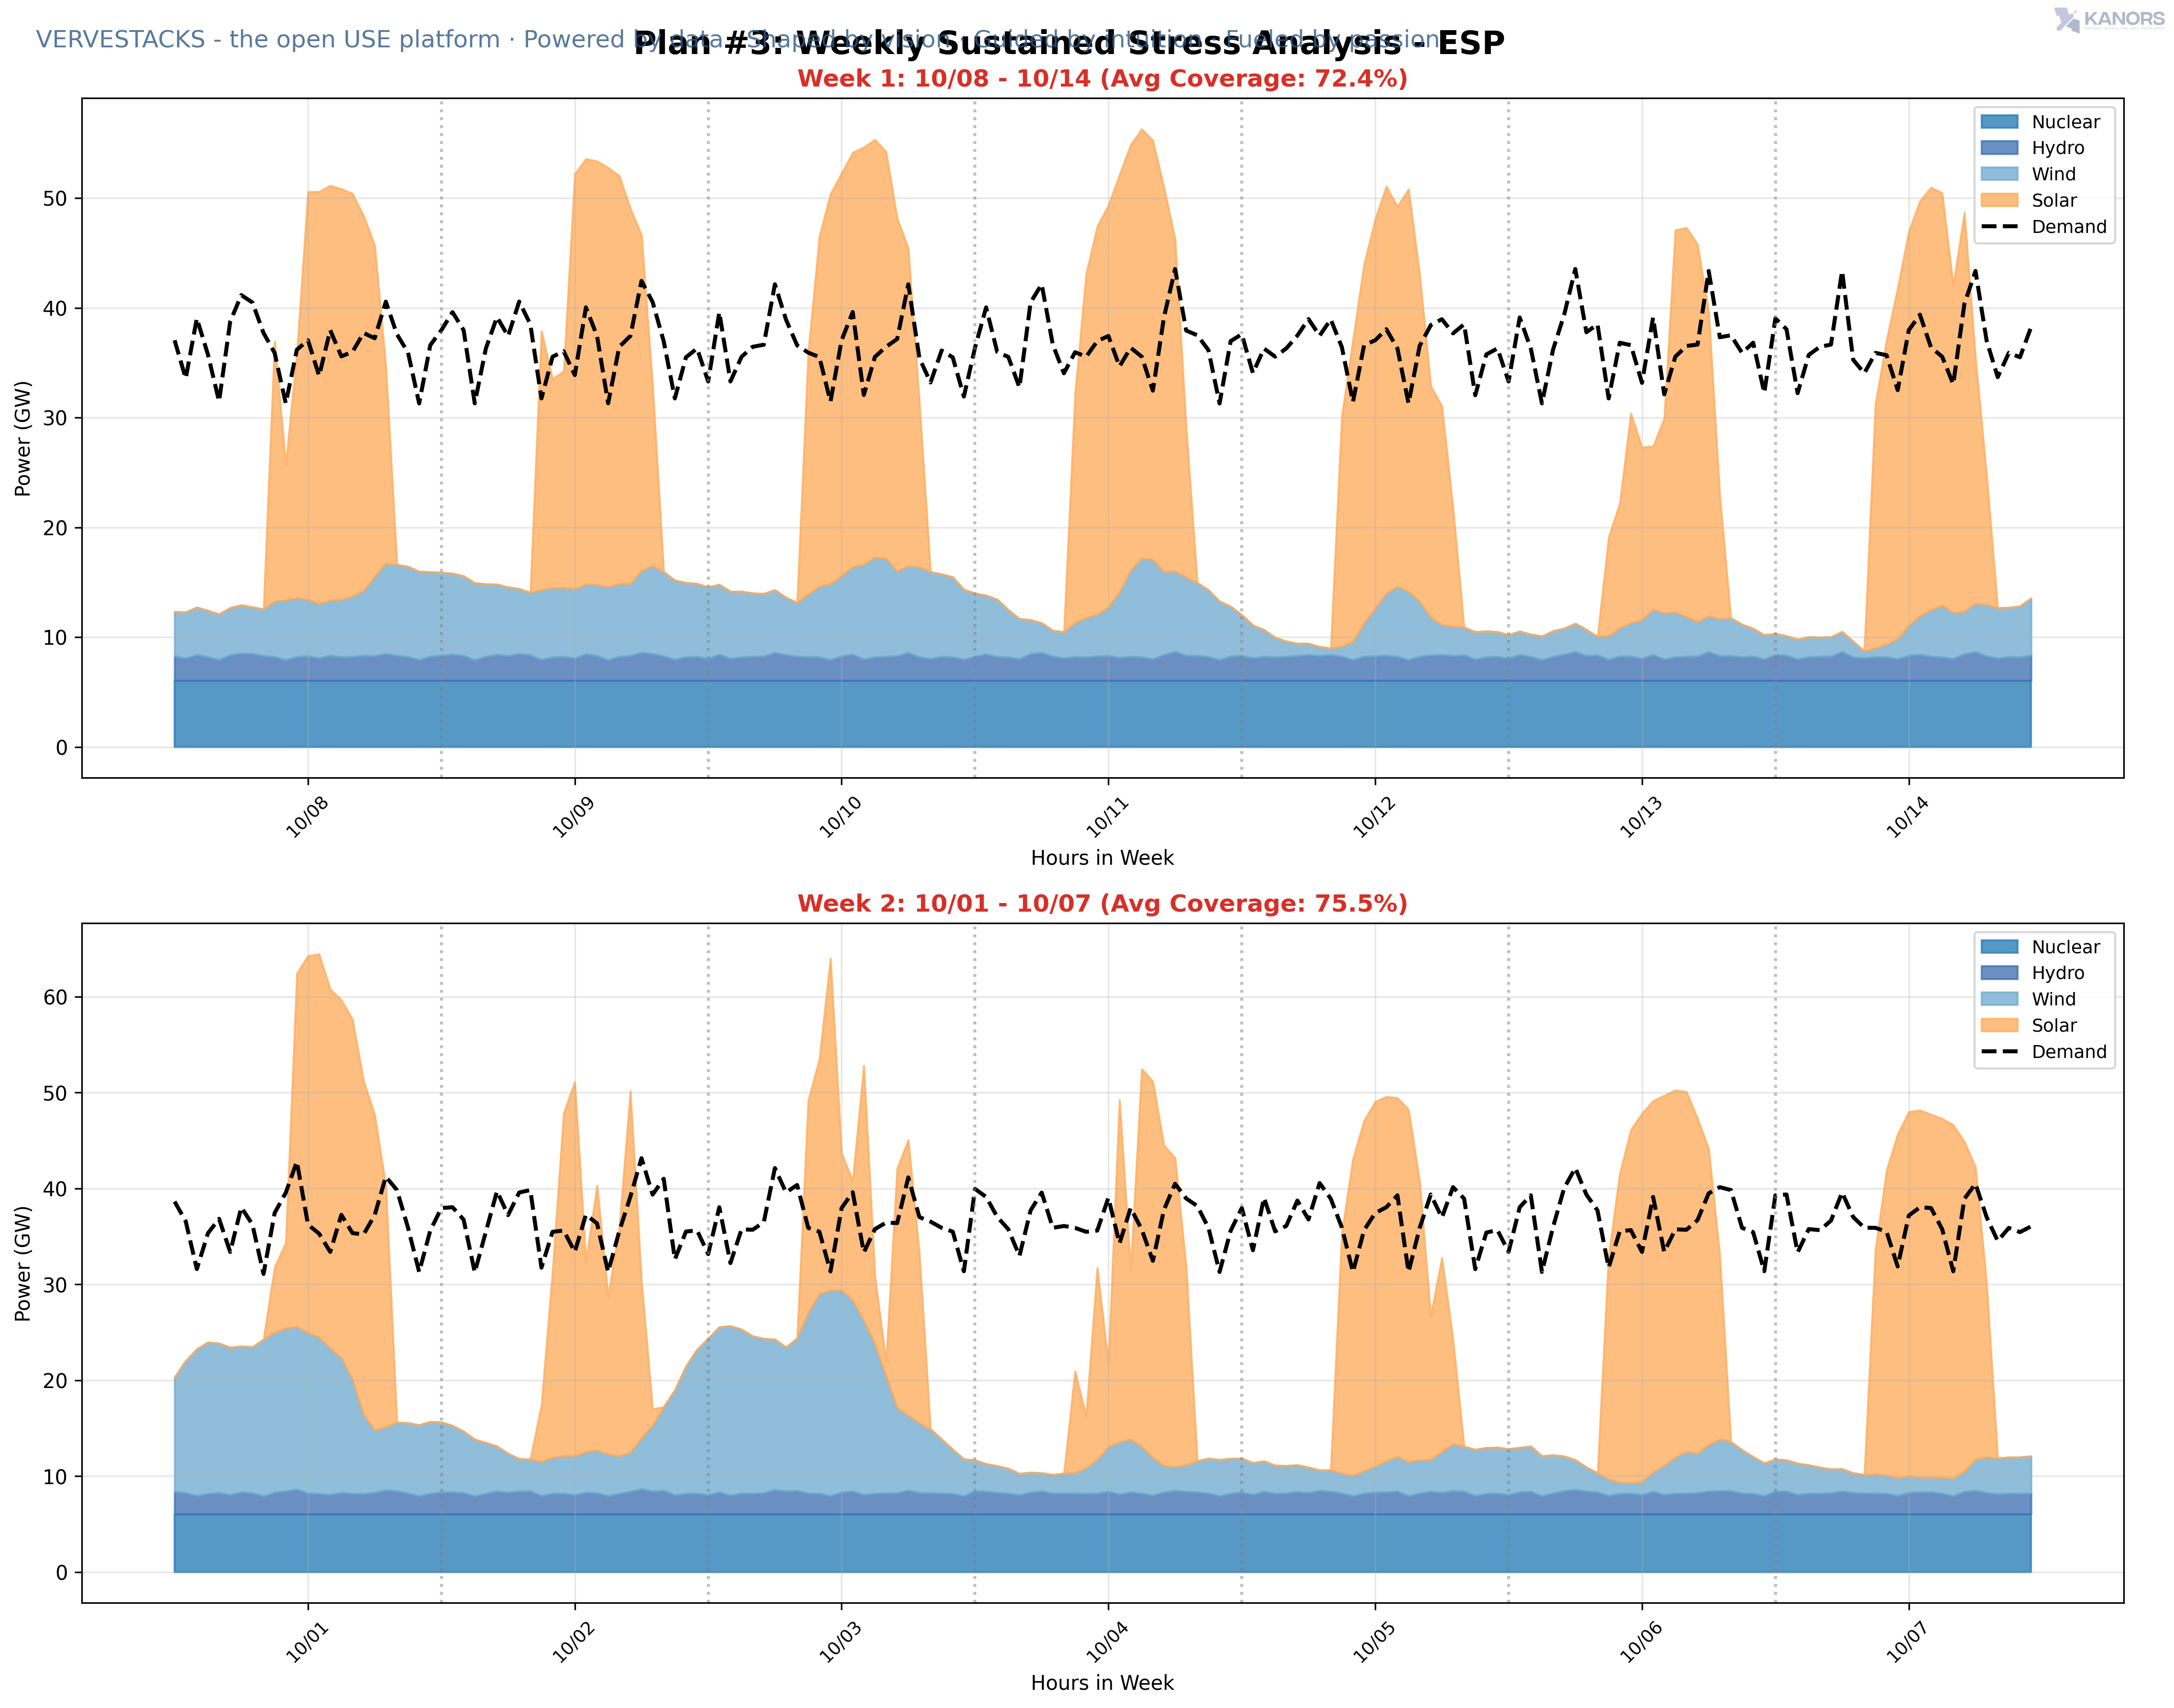 KANORS
VERVESTACKS - the open USE platform · Powered by data · Shaped by vision · Guided by intuition · Fueled by passion
Plan #3: Weekly Sustained Stress Analysis - ESP
Week 1: 10/08 - 10/14 (Avg Coverage: 72.4%)
Nuclear
Hydro
Wind
Solar
Demand
Power (GW)
50
40
30
20
10
0
10/08
10/09
10/10
10/11
10/12
10/13
10/14
Hours in Week
Week 2: 10/01 - 10/07 (Avg Coverage: 75.5%)
Nuclear
Hydro
Wind
Solar
Demand
Power (GW)
60
50
40
30
20
10
0
10/01
10/02
10/03
10/04
10/05
10/06
10/07
Hours in Week